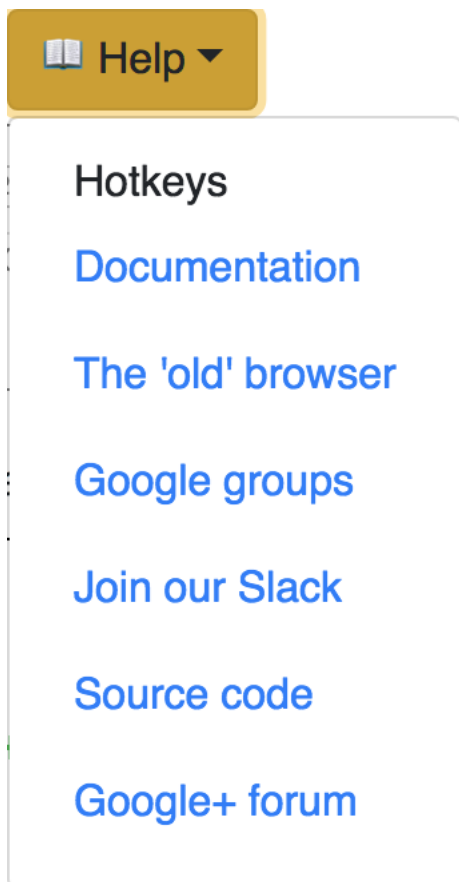 Help
Hotkeys
Documentation
The 'old' browser
Google groups
Join our Slack
Source code
Google+ forum